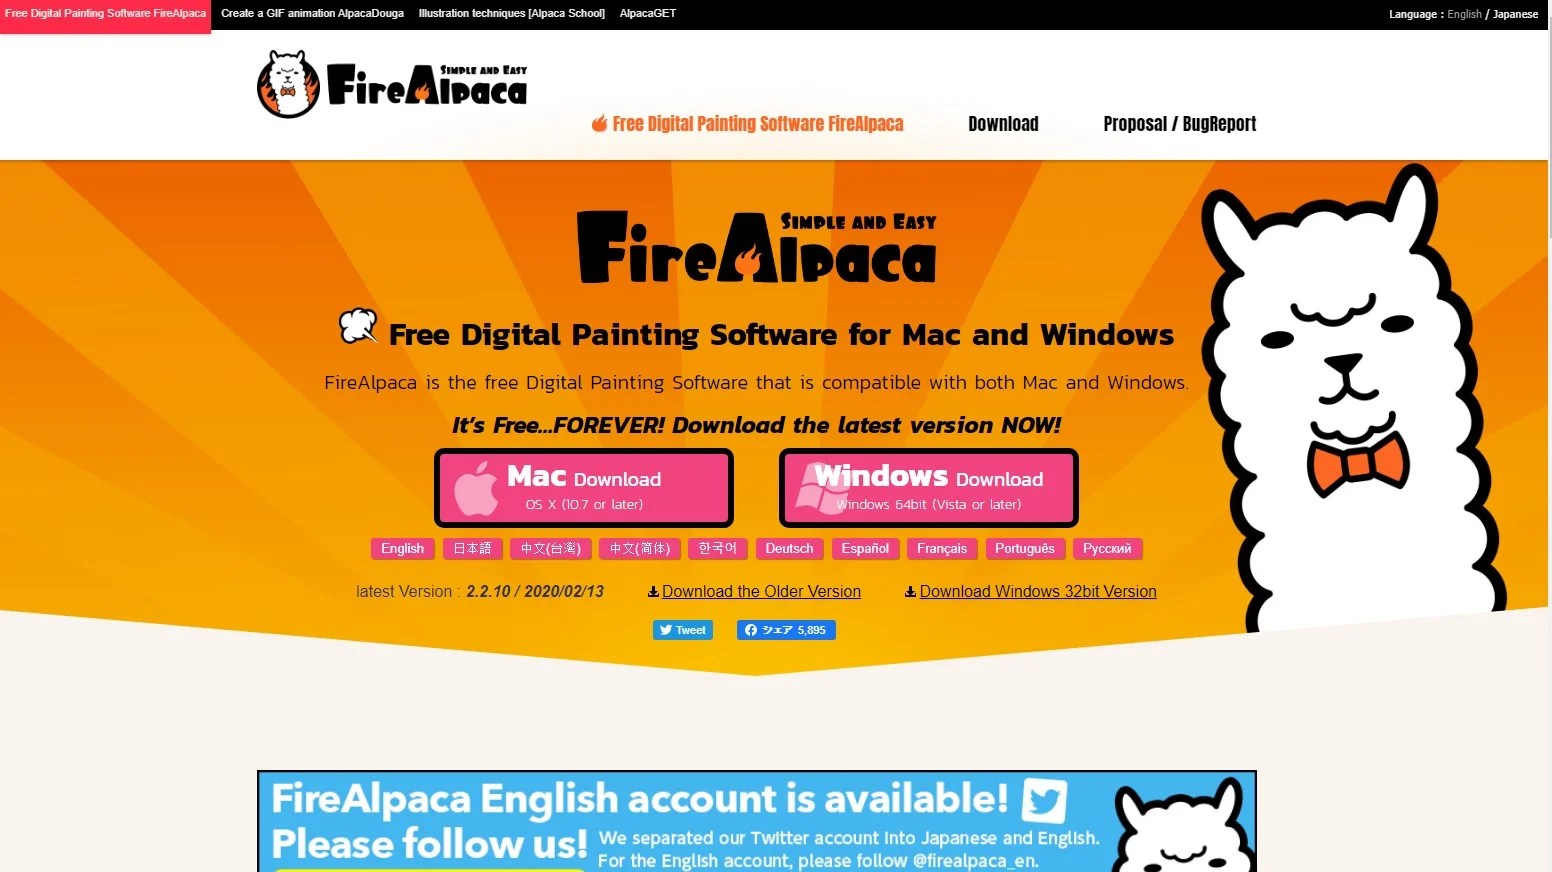 Free Digital Painting Software FireAlpaca Create a GIF animation AlpacaDouga Illustration techniques [Alpaca School] AlpacaGET Language : English / Japanese
SIMPLE AND EASY
FireAlpaca
Free Digital Painting Software FireAlpaca Download Proposal / BugReport
SIMPLE AND EASY
FireAlpaca
Free Digital Painting Software for Mac and Windows
FireAlpaca is the free Digital Painting Software that is compatible with both Mac and Windows.
It's Free...FOREVER! Download the latest version NOW!
Mac Download
OS X (10.7 or later)
Windows Download
Windows 64bit (Vista or later)
English 日本語 中文(台灣) 中文(简体) 한국어 Deutsch Español Français Português Русский
latest Version : 2.2.10 / 2020/02/13 Download the Older Version Download Windows 32bit Version
Tweet シェア 5,895
FireAlpaca English account is available!
Please follow us!
We separated our Twitter account into Japanese and English.
For the English account, please follow @firealpaca_en.